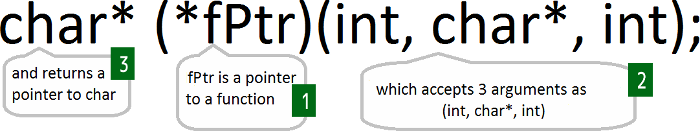 char* (*fPtr)(int, char*, int);
and returns a
pointer to char
3
fPtr is a pointer
to a function
1
which accepts 3 arguments as
(int, char*, int)
2